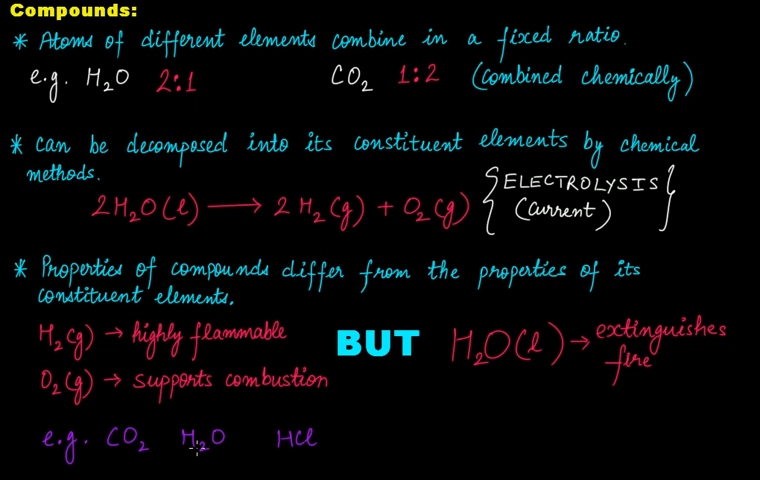 Compounds:
* Atoms of different elements combine in a fixed ratio.
e.g. H₂O 2:1 CO₂ 1:2 (combined chemically)
* can be decomposed into its constituent elements by chemical
methods.
2H₂O(l) → 2H₂(g) + O₂(g) { ELECTROLYSIS
(current) }
* Properties of compounds differ from the properties of its
constituent elements.
H₂(g) → highly flammable
O₂(g) → supports combustion
BUT
H₂O(l) → extinguishes
fire
e.g. CO₂ H₂O HCl